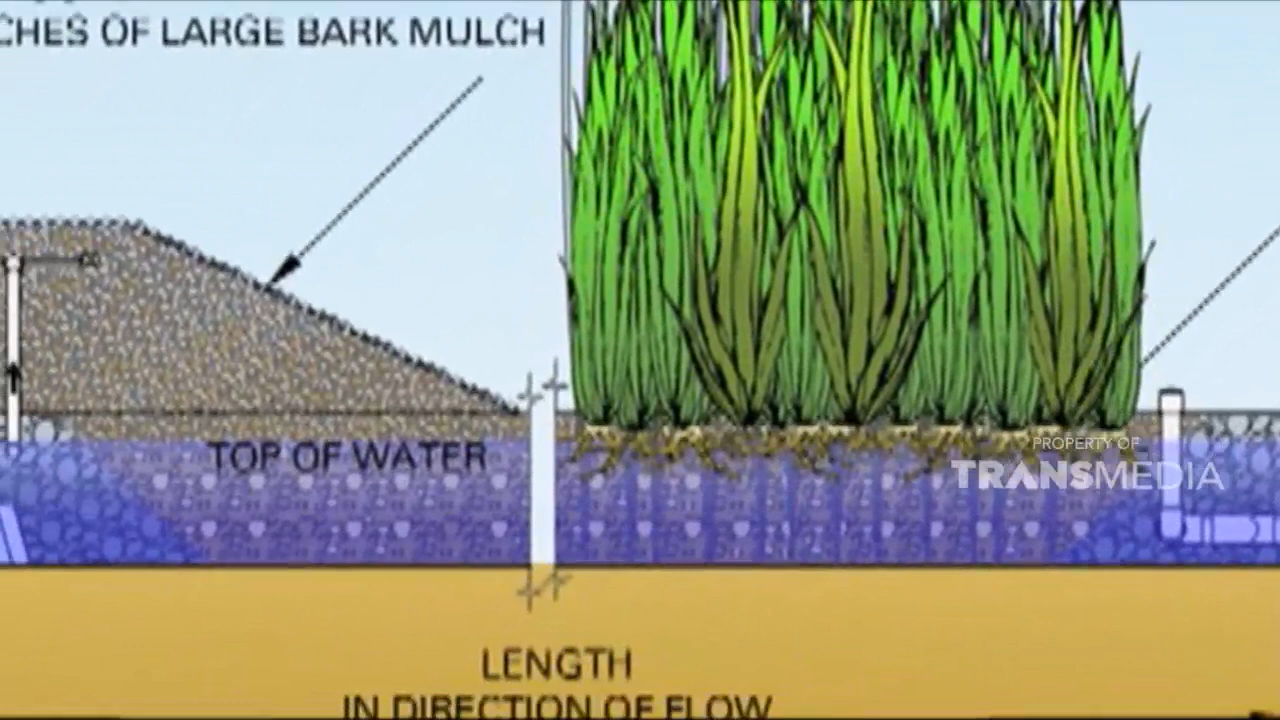 CHES OF LARGE BARK MULCH
TOP OF WATER
PROPERTY OF
TRANSMEDIA
LENGTH
IN DIRECTION OF FLOW